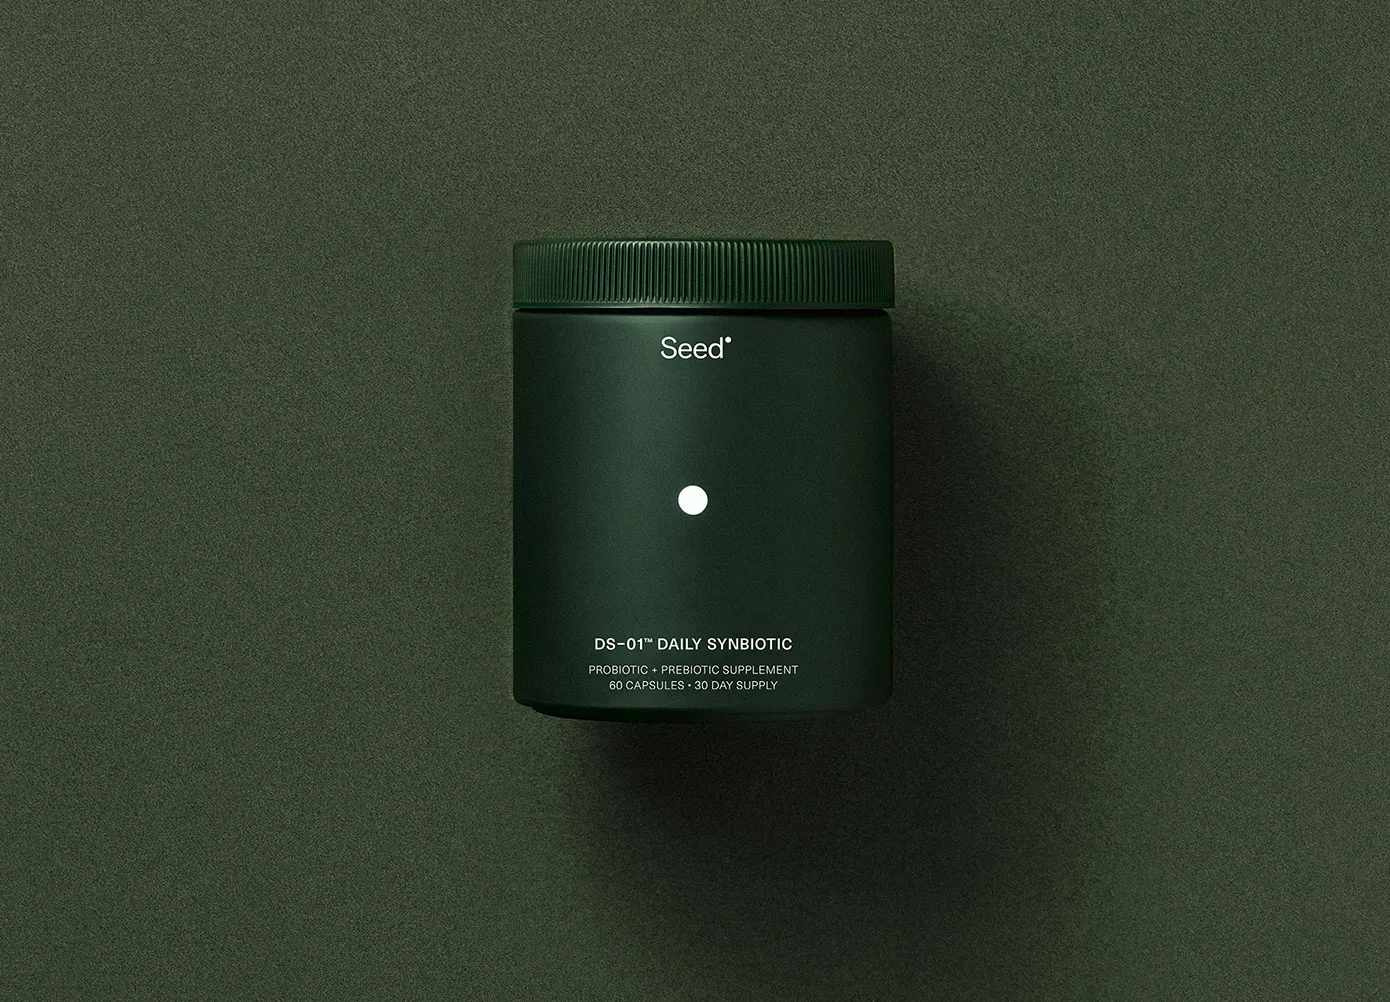 Seed
DS-01™ DAILY SYNBIOTIC
PROBIOTIC + PREBIOTIC SUPPLEMENT
60 CAPSULES • 30 DAY SUPPLY